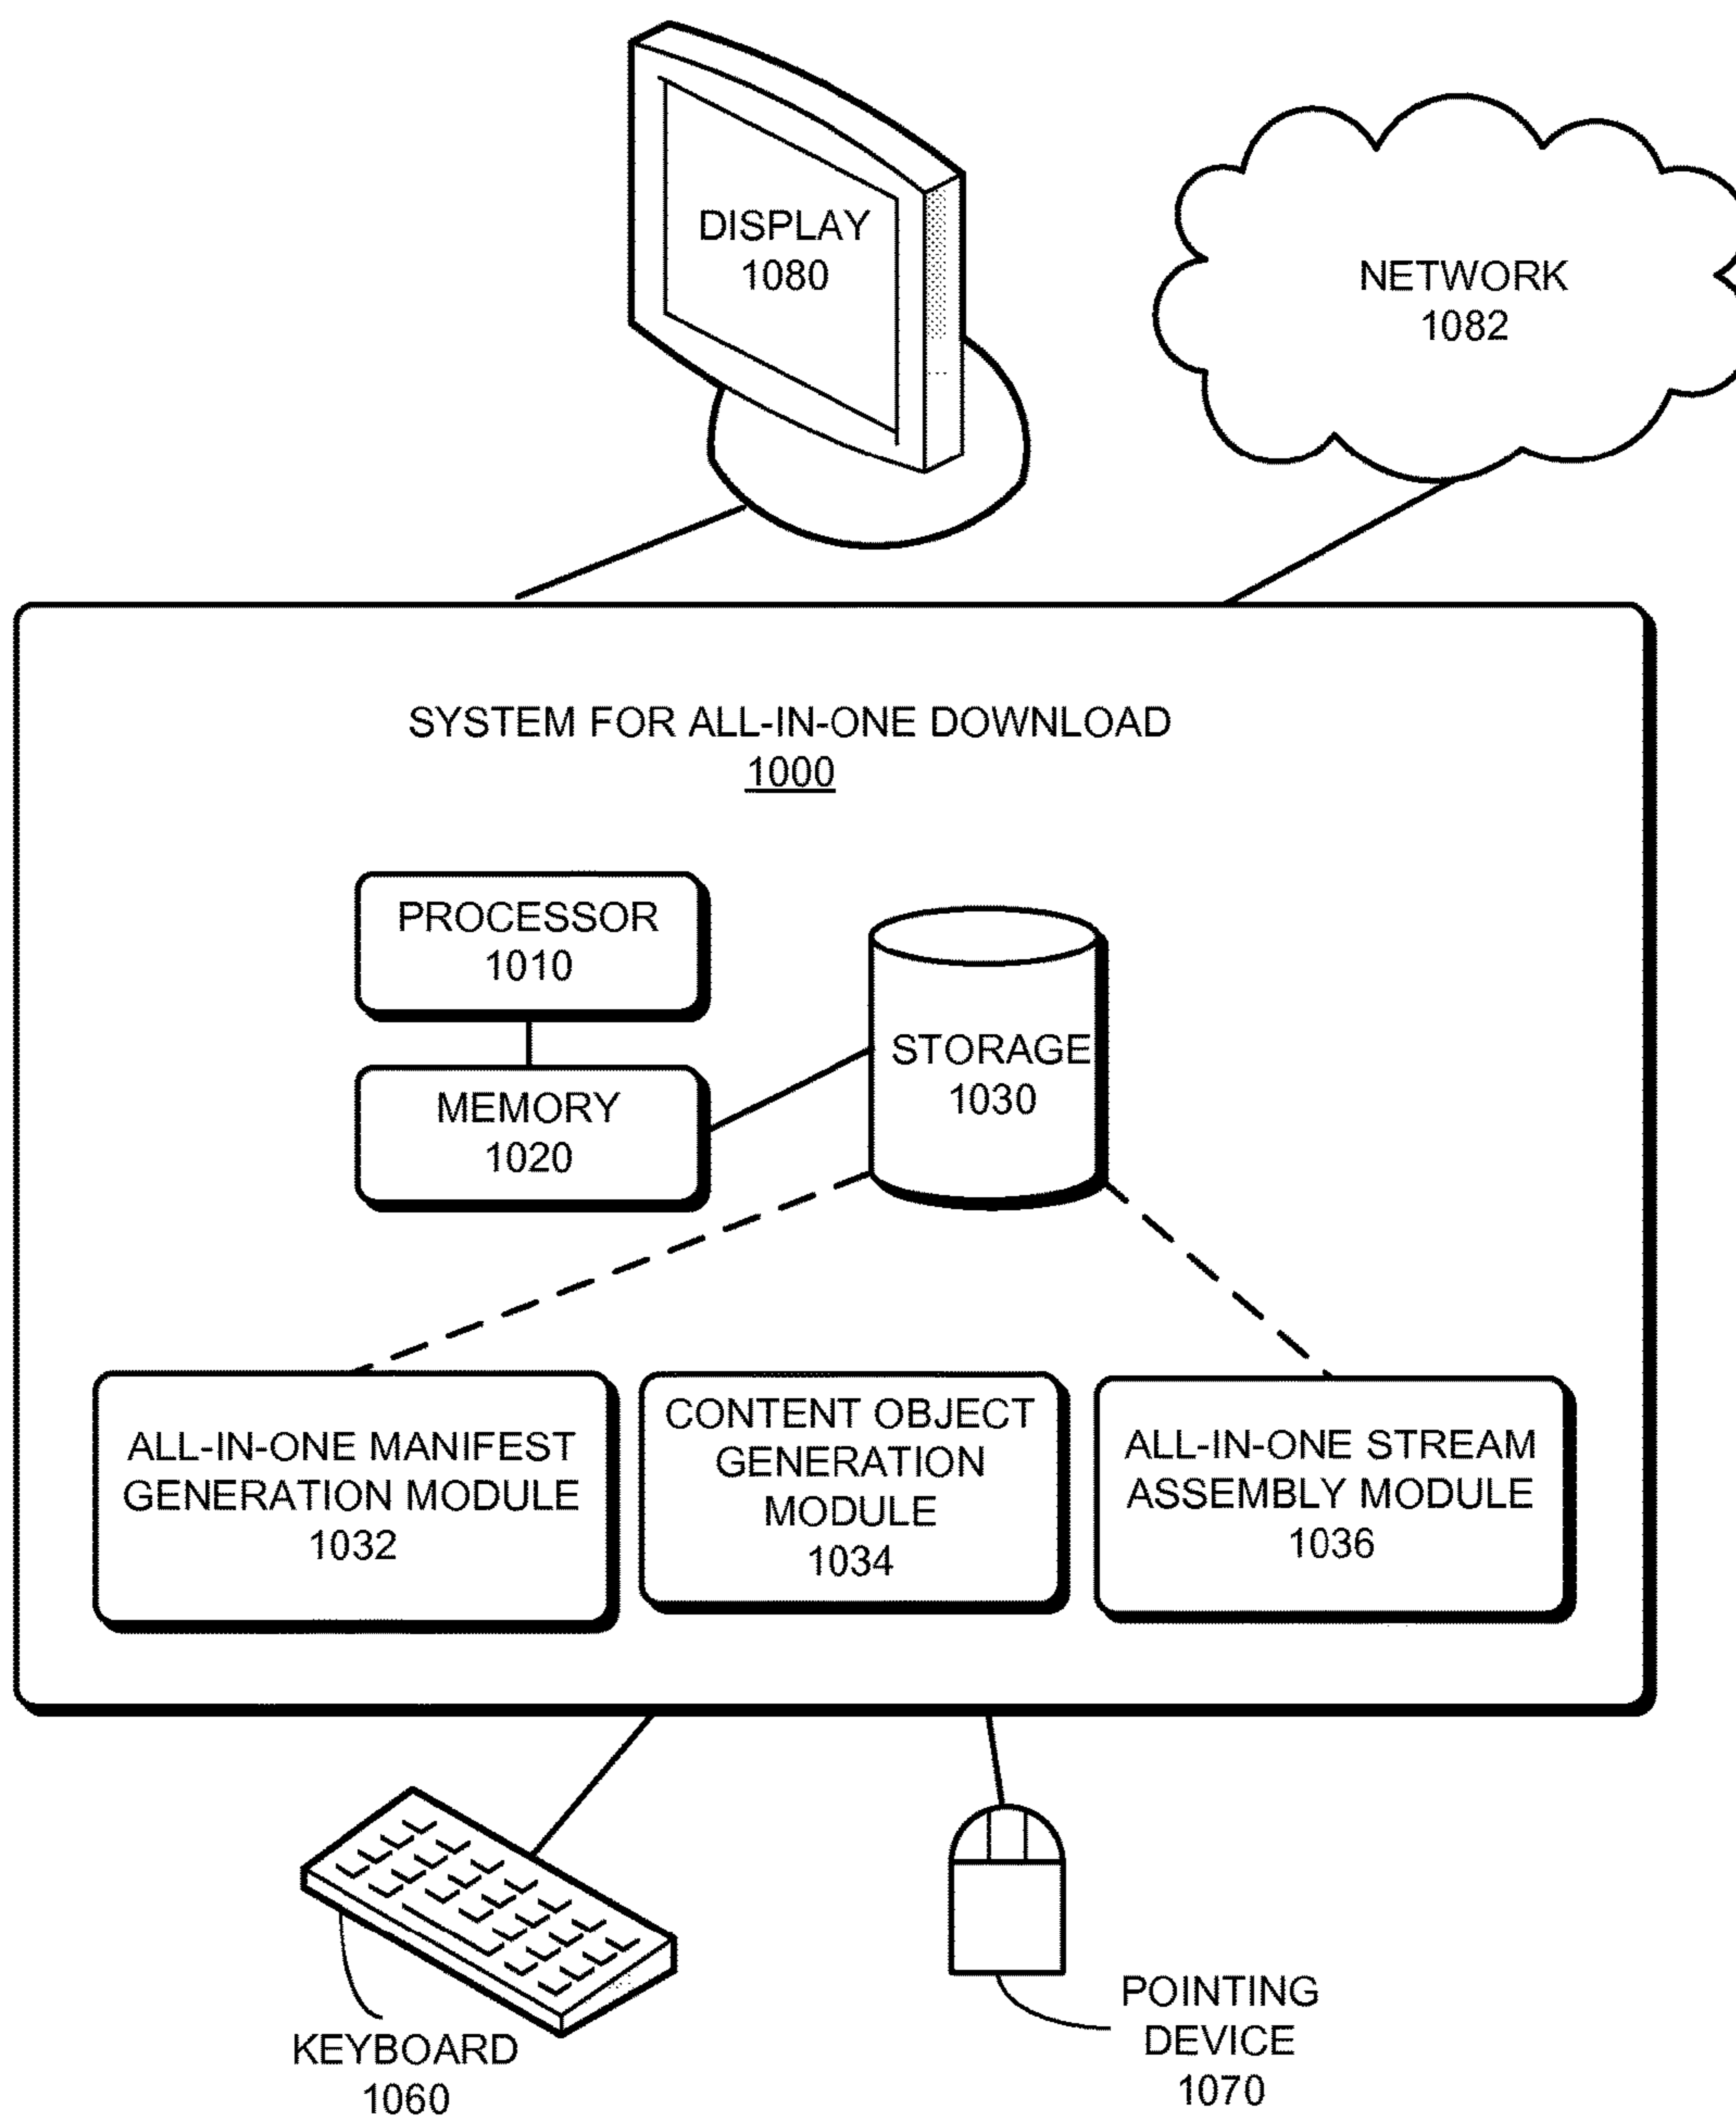 DISPLAY
1080
NETWORK
1082
SYSTEM FOR ALL-IN-ONE DOWNLOAD
1000
PROCESSOR
1010
MEMORY
1020
STORAGE
1030
ALL-IN-ONE MANIFEST
GENERATION MODULE
1032
CONTENT OBJECT
GENERATION
MODULE
1034
ALL-IN-ONE STREAM
ASSEMBLY MODULE
1036
KEYBOARD
1060
POINTING
DEVICE
1070